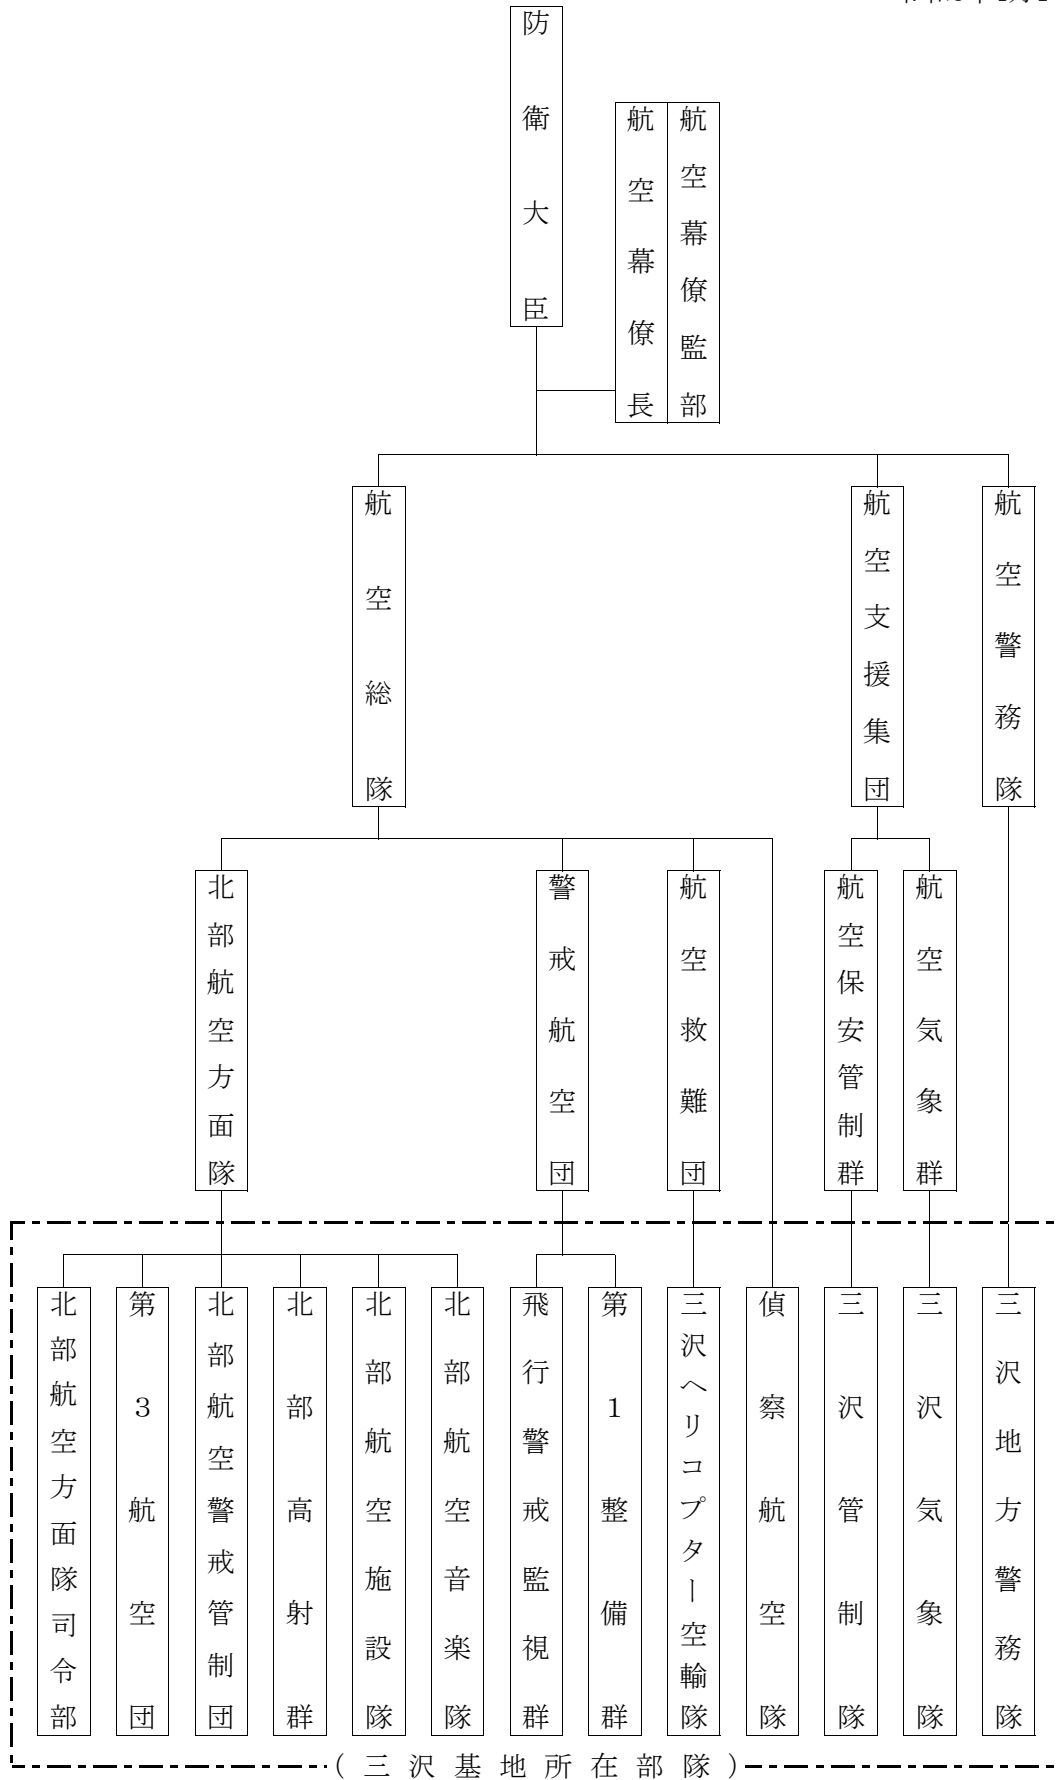 防衛大臣
航空幕僚長
航空幕僚監部
航空総隊
航空支援集団
航空警務隊
北部航空方面隊
警戒航空団
航空救難団
航空保安管制群
航空気象群
北部航空方面隊司令部
第３航空団
北部航空警戒管制団
北部高射群
北部航空施設隊
北部航空音楽隊
飛行警戒監視群
第１整備群
三沢ヘリコプター空輸隊
偵察航空隊
三沢管制隊
三沢気象隊
三沢地方警務隊
(三沢基地所在部隊)